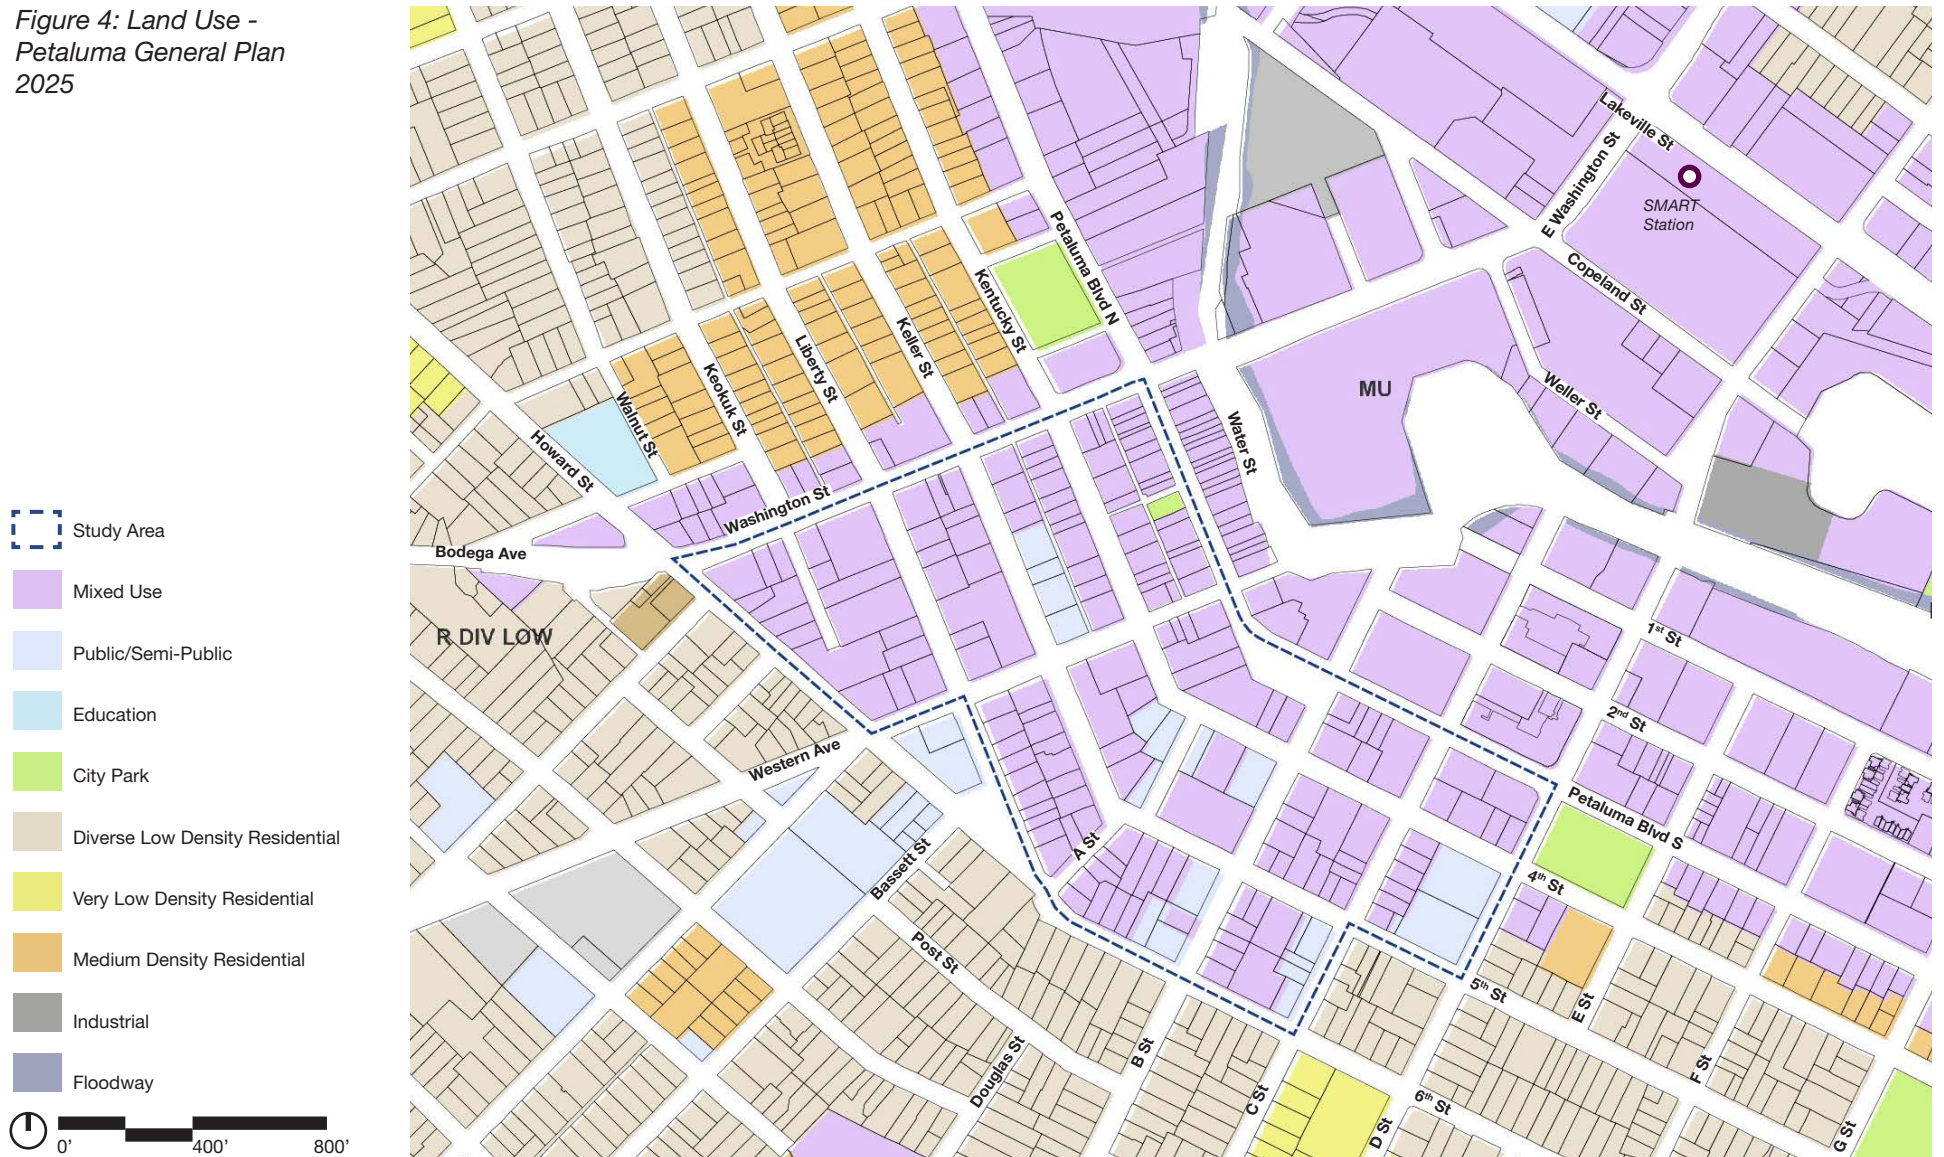 Figure 4: Land Use -
Petaluma General Plan
2025
Study Area
Mixed Use
Public/Semi-Public
Education
City Park
Diverse Low Density Residential
Very Low Density Residential
Medium Density Residential
Industrial
Floodway
0'
400'
800'
Lakeville St
E Washington St
SMART
Station
Copeland St
Petaluma Blvd N
Kentucky St
Keller St
Liberty St
Keokuk St
Walnut St
Howard St
Washington St
Bodega Ave
R DIV LOW
MU
Weller St
Water St
1st St
2nd St
Petaluma Blvd S
4th St
5th St
6th St
Western Ave
Bassett St
A St
Post St
Douglas St
B St
C St
D St
E St
F St
G St